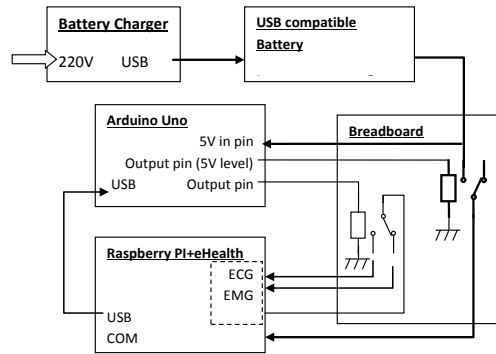 Battery Charger
220V USB
USB compatible
Battery
Arduino Uno
5V in pin
Output pin (5V level)
USB Output pin
Breadboard
Raspberry PI+eHealth
ECG
EMG
USB
COM